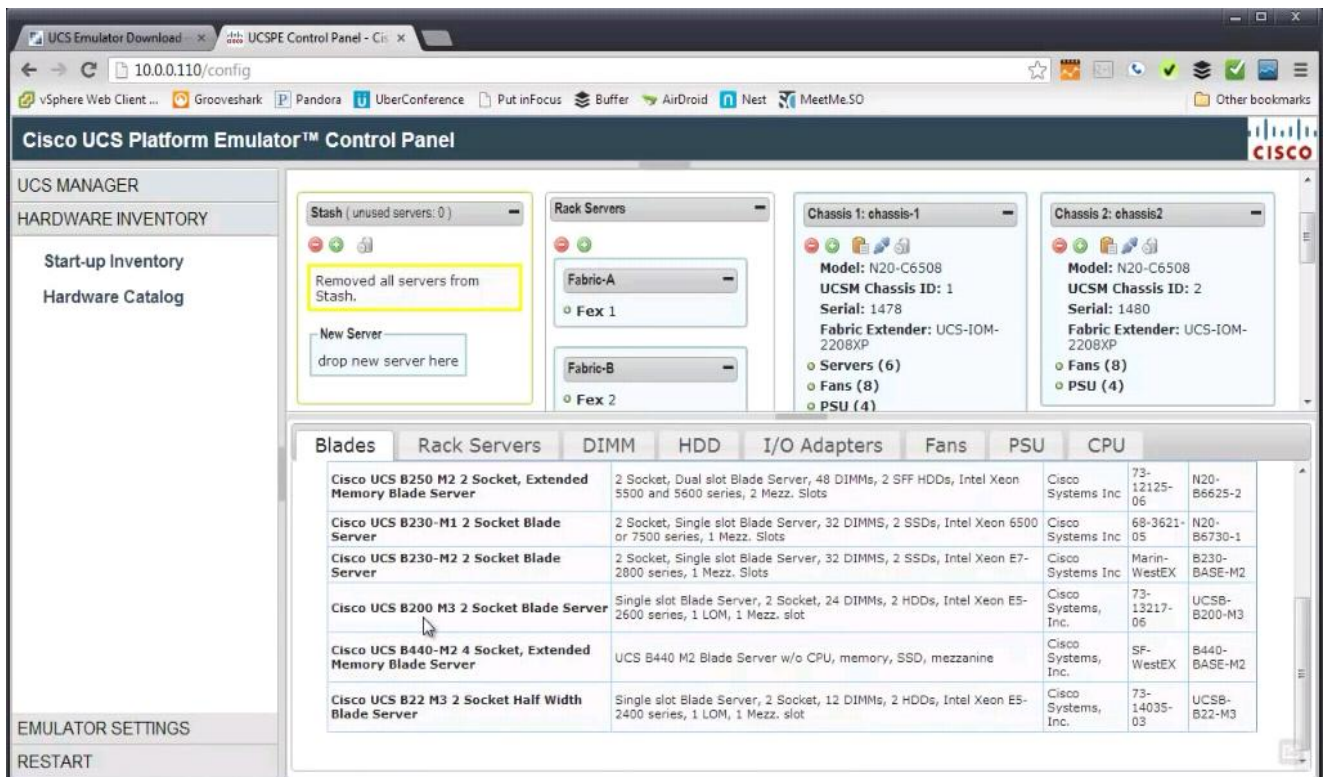 UCS Emulator Download
UCSPE Control Panel - Cis
10.0.0.110/config
vSphere Web Client ...
Grooveshark
Pandora
UberConference
Put inFocus
Buffer
AirDroid
Nest
MeetMe.SO
Other bookmarks
Cisco UCS Platform Emulator™ Control Panel
CISCO
UCS MANAGER
HARDWARE INVENTORY
Start-up Inventory
Hardware Catalog
EMULATOR SETTINGS
RESTART
Stash ( unused servers: 0 )
Removed all servers from
Stash.
New Server
drop new server here
Rack Servers
Fabric-A
Fex 1
Fabric-B
Fex 2
Chassis 1: chassis-1
Model: N20-C6508
UCSM Chassis ID: 1
Serial: 1478
Fabric Extender: UCS-IOM-
2208XP
Servers (6)
Fans (8)
PSU (4)
Chassis 2: chassis2
Model: N20-C6508
UCSM Chassis ID: 2
Serial: 1480
Fabric Extender: UCS-IOM-
2208XP
Fans (8)
PSU (4)
Blades
Rack Servers
DIMM
HDD
I/O Adapters
Fans
PSU
CPU
Cisco UCS B250 M2 2 Socket, Extended
Memory Blade Server
2 Socket, Dual slot Blade Server, 48 DIMMs, 2 SFF HDDs, Intel Xeon
5500 and 5600 series, 2 Mezz. Slots
Cisco
Systems Inc
73-
12125-
06
N20-
B6625-2
Cisco UCS B230-M1 2 Socket Blade
Server
2 Socket, Single slot Blade Server, 32 DIMMS, 2 SSDs, Intel Xeon 6500
or 7500 series, 1 Mezz. Slots
Cisco
Systems Inc
68-3621-
05
N20-
B6730-1
Cisco UCS B230-M2 2 Socket Blade
Server
2 Socket, Single slot Blade Server, 32 DIMMS, 2 SSDs, Intel Xeon E7-
2800 series, 1 Mezz. Slots
Cisco
Systems Inc
Marin-
WestEX
B230-
BASE-M2
Cisco UCS B200 M3 2 Socket Blade Server
Single slot Blade Server, 2 Socket, 24 DIMMs, 2 HDDs, Intel Xeon E5-
2600 series, 1 LOM, 1 Mezz. slot
Cisco
Systems,
Inc.
73-
13217-
06
UCSB-
B200-M3
Cisco UCS B440-M2 4 Socket, Extended
Memory Blade Server
UCS B440 M2 Blade Server w/o CPU, memory, SSD, mezzanine
Cisco
Systems,
Inc.
SF-
WestEX
B440-
BASE-M2
Cisco UCS B22 M3 2 Socket Half Width
Blade Server
Single slot Blade Server, 2 Socket, 12 DIMMs, 2 HDDs, Intel Xeon E5-
2400 series, 1 LOM, 1 Mezz. slot
Cisco
Systems,
Inc.
73-
14035-
03
UCSB-
B22-M3